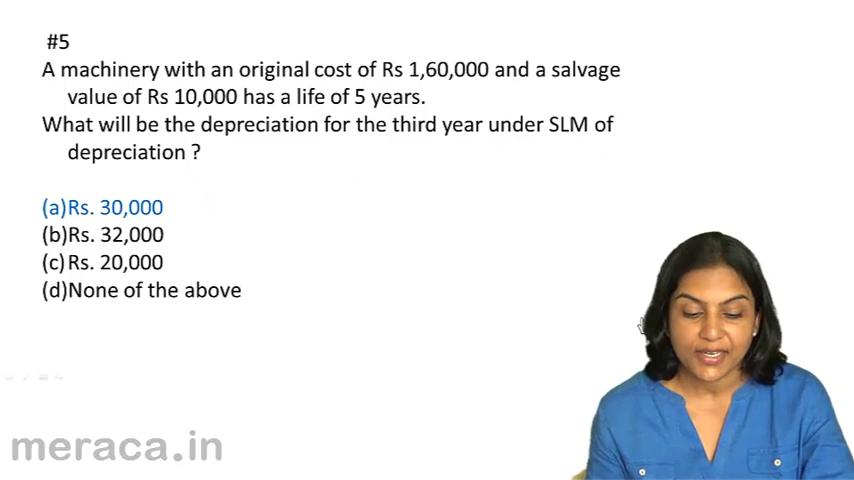 #5
A machinery with an original cost of Rs 1,60,000 and a salvage
value of Rs 10,000 has a life of 5 years.
What will be the depreciation for the third year under SLM of
depreciation ?
(a)Rs. 30,000
(b)Rs. 32,000
(c)Rs. 20,000
(d)None of the above
meraca.in